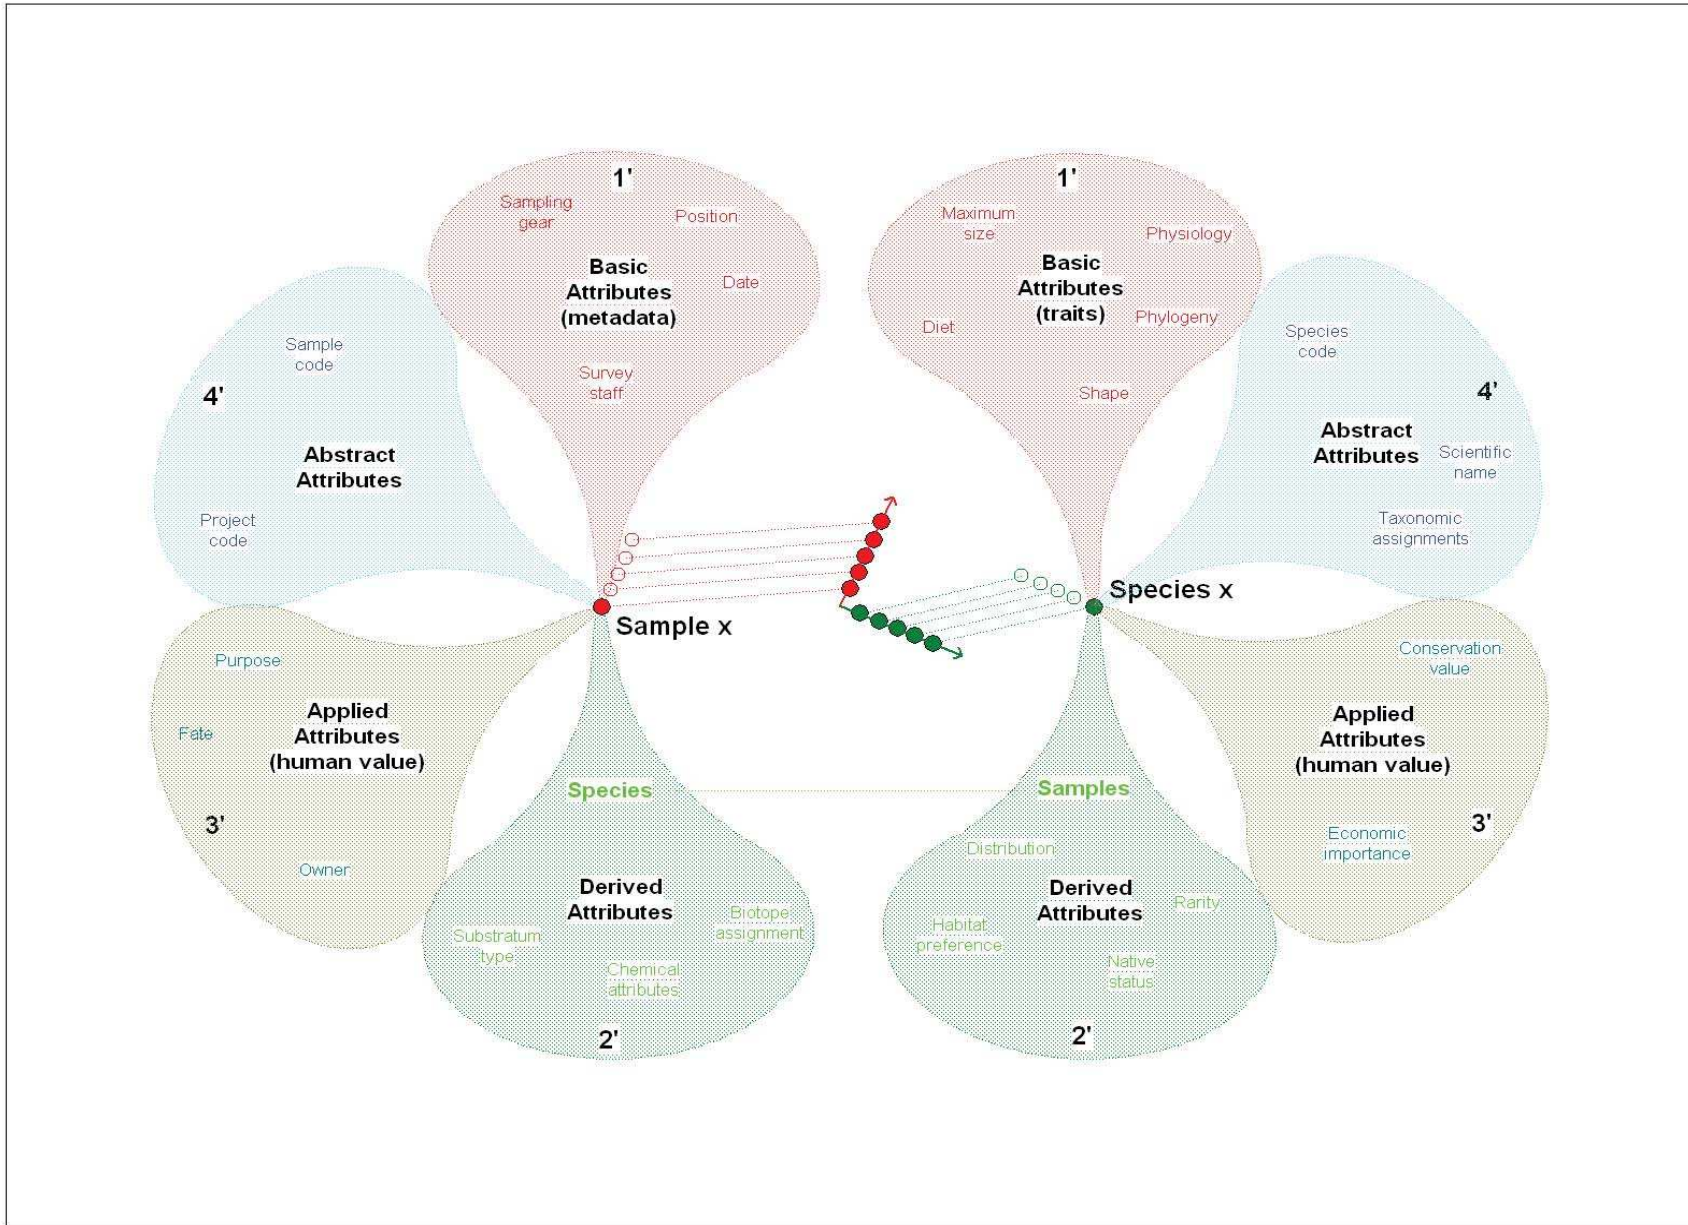 1'
Sampling
gear
Position
Basic
Attributes
(metadata)
Date
Survey
staff
1'
Maximum
size
Physiology
Basic
Attributes
(traits)
Diet
Phylogeny
Shape
Sample
code
4'
Abstract
Attributes
Project
code
Species
code
4'
Abstract
Attributes
Scientific
name
Taxonomic
assignments
Sample x
Species x
Purpose
Applied
Attributes
(human value)
Fate
3'
Owner
Conservation
value
Applied
Attributes
(human value)
3'
Economic
importance
Species
Derived
Attributes
Biotope
assignment
Substratum
type
Chemical
attributes
2'
Samples
Distribution
Derived
Attributes
Rarity
Habitat
preference
Native
status
2'